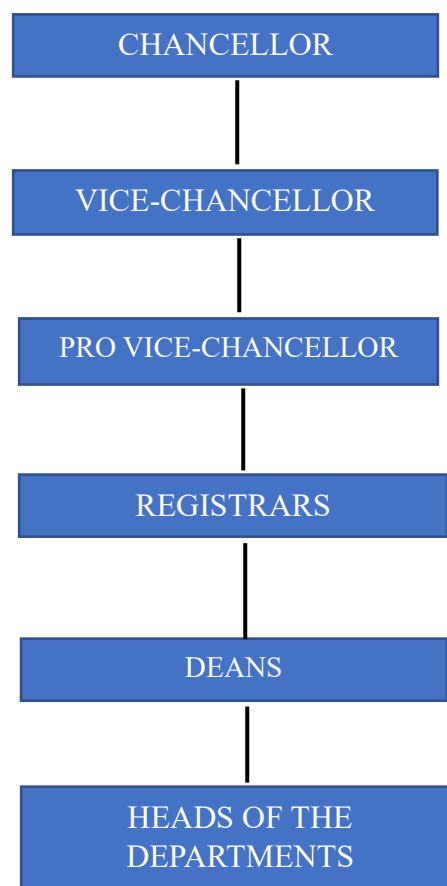 CHANCELLOR
VICE-CHANCELLOR
PRO VICE-CHANCELLOR
REGISTRARS
DEANS
HEADS OF THE
DEPARTMENTS